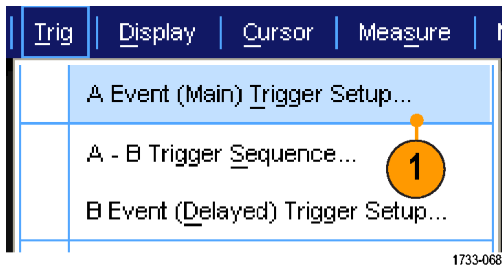 Trig Display Cursor Measure
A Event (Main) Trigger Setup...
A - B Trigger Sequence...
1
B Event (Delayed) Trigger Setup...
1733-068